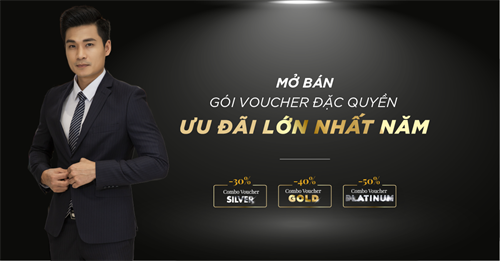 MỞ BÁN
GÓI VOUCHER ĐẶC QUYỀN
ƯU ĐÃI LỚN NHẤT NĂM
-30%
Combo Voucher
SILVER
-40%
Combo Voucher
GOLD
-50%
Combo Voucher
PLATINUM